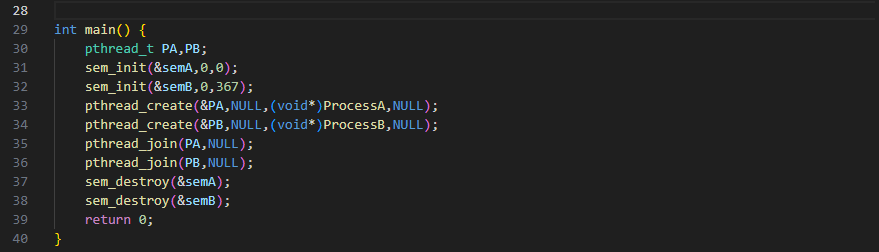 28
29 int main() {
30     pthread_t PA,PB;
31     sem_init(&semA,0,0);
32     sem_init(&semB,0,367);
33     pthread_create(&PA,NULL,(void*)ProcessA,NULL);
34     pthread_create(&PB,NULL,(void*)ProcessB,NULL);
35     pthread_join(PA,NULL);
36     pthread_join(PB,NULL);
37     sem_destroy(&semA);
38     sem_destroy(&semB);
39     return 0;
40 }